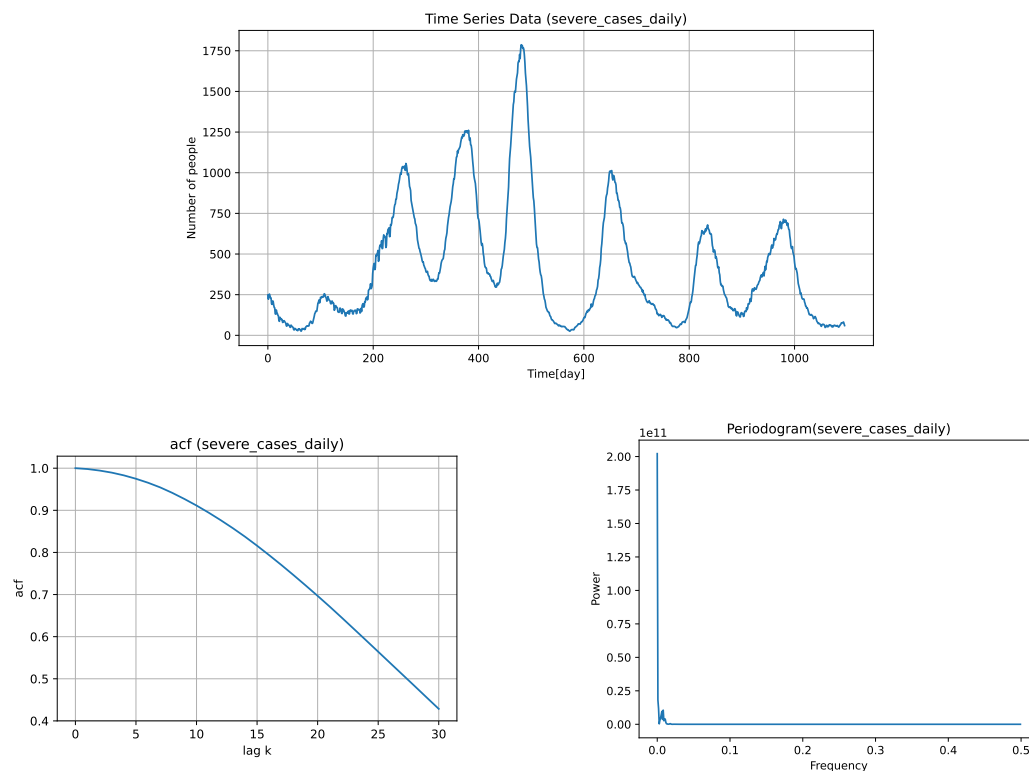 Time Series Data (severe_cases_daily)
1750
1500
1250
1000
750
500
250
0
Number of people
0 200 400 600 800 1000
Time[day]
acf (severe_cases_daily)
1.0
0.9
0.8
0.7
0.6
0.5
0.4
acf
0 5 10 15 20 25 30
lag k
Periodogram(severe_cases_daily)
1e11
2.00
1.75
1.50
1.25
1.00
0.75
0.50
0.25
0.00
Power
0.0 0.1 0.2 0.3 0.4 0.5
Frequency